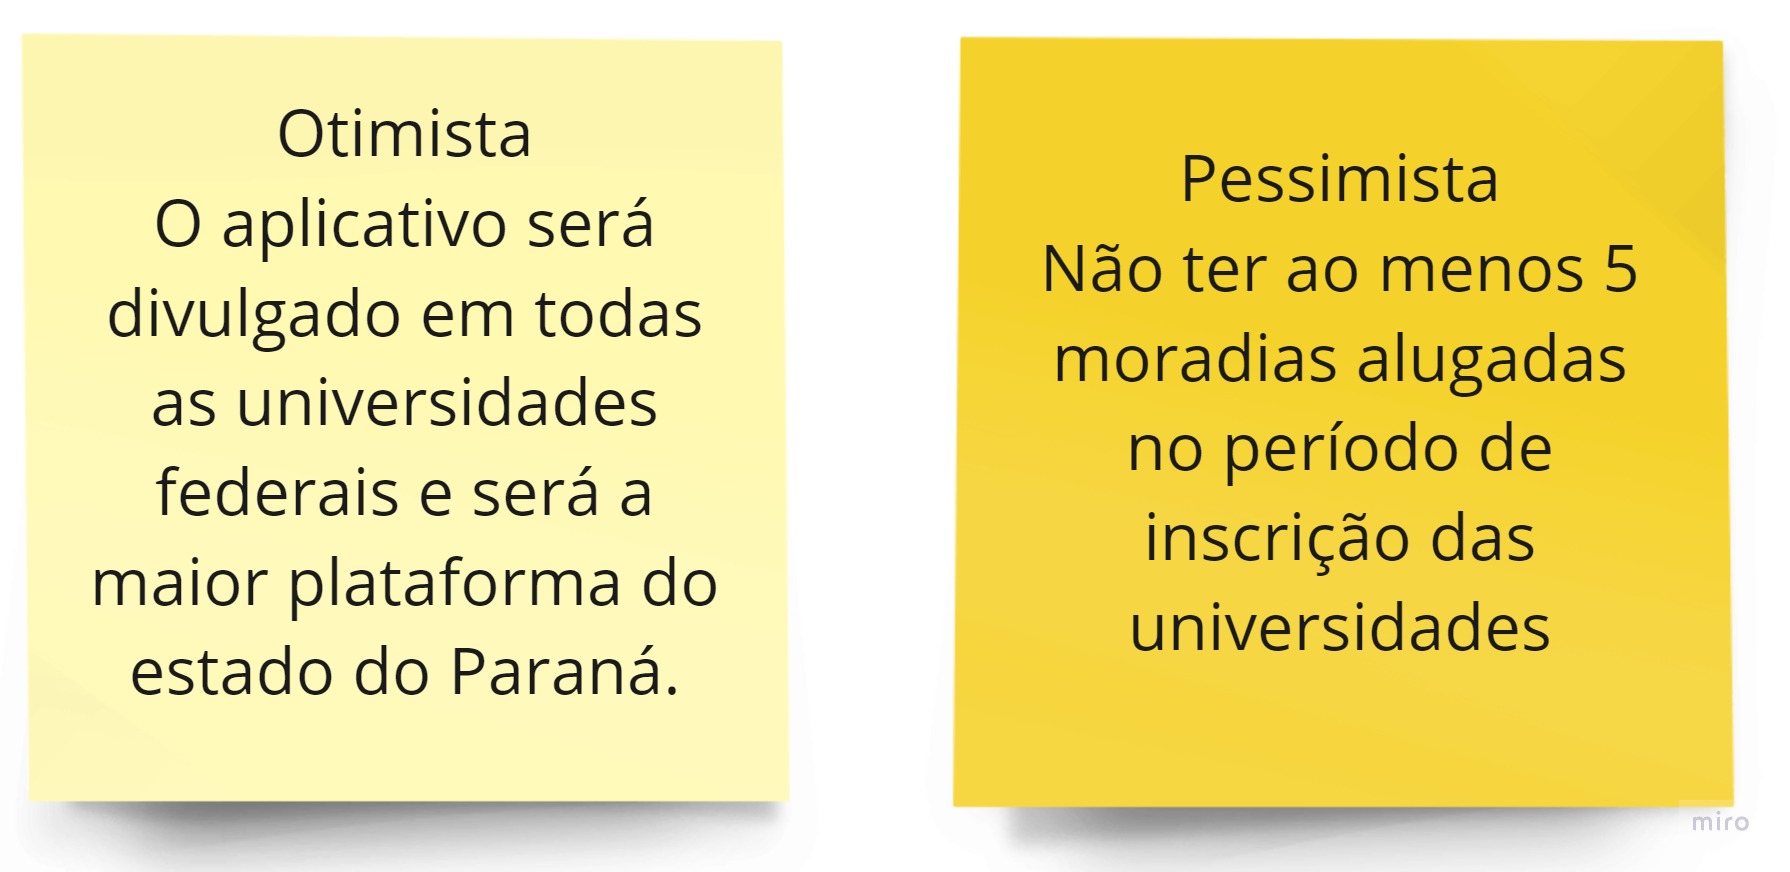 Otimista
O aplicativo será
divulgado em todas
as universidades
federais e será a
maior plataforma do
estado do Paraná.
Pessimista
Não ter ao menos 5
moradias alugadas
no período de
inscrição das
universidades
miro